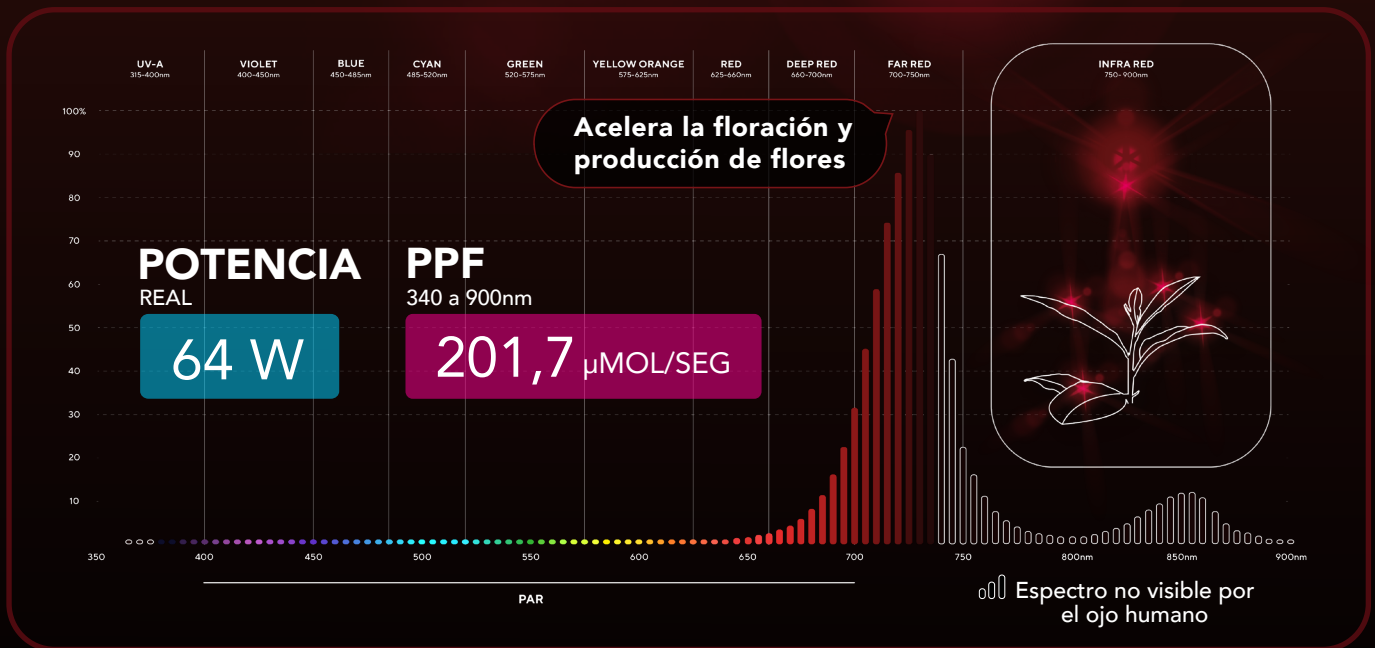 UV-A
315-400nm
VIOLET
400-450nm
BLUE
450-485nm
CYAN
485-520nm
GREEN
520-575nm
YELLOW ORANGE
575-625nm
RED
625-660nm
DEEP RED
660-700nm
FAR RED
700-750nm
INFRA RED
750- 900nm
100%
90
80
70
60
50
40
30
20
10
Acelera la floración y
producción de flores
POTENCIA
REAL
64 W
PPF
340 a 900nm
201,7 µMOL/SEG
350 400 450 500 550 600 650 700 750 800nm 850nm 900nm
PAR
Espectro no visible por
el ojo humano